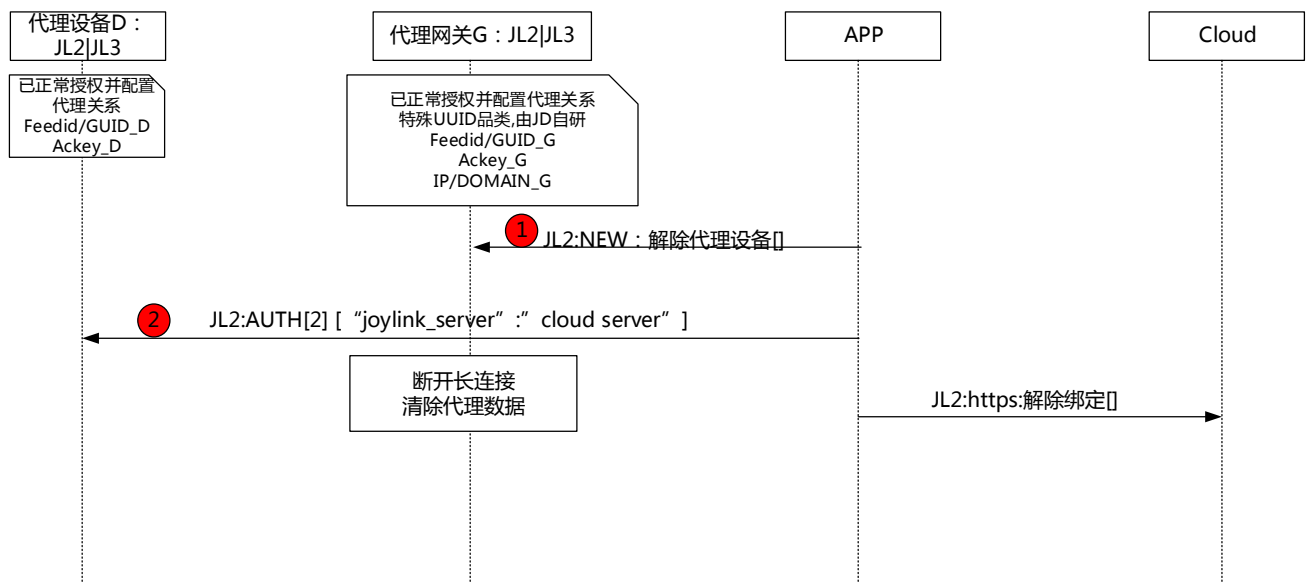 代理设备D：
JL2|JL3
代理网关G：JL2|JL3
APP
Cloud
已正常授权并配置
代理关系
Feedid/GUID_D
Ackey_D
已正常授权并配置代理关系
特殊UUID品类,由JD自研
Feedid/GUID_G
Ackey_G
IP/DOMAIN_G
1
JL2:NEW：解除代理设备[]
2
JL2:AUTH[2] [“joylink_server”:”cloud server”]
断开长连接
清除代理数据
JL2:https:解除绑定[]